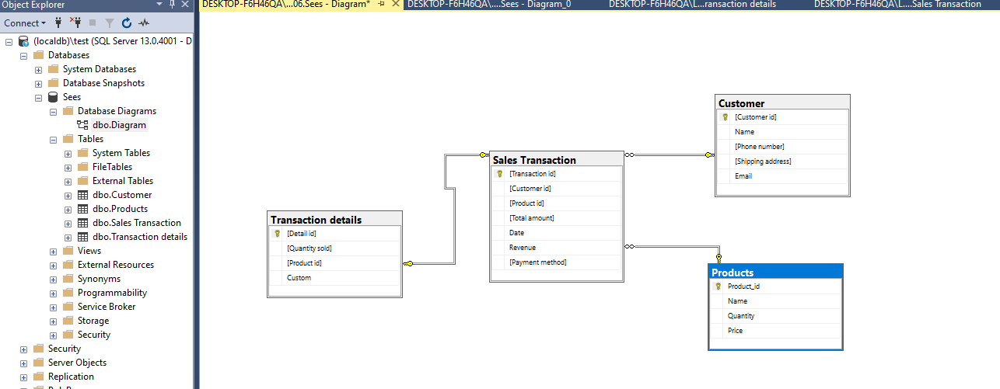 Object Explorer
Connect
(localdb)\test (SQL Server 13.0.4001 - D
Databases
System Databases
Database Snapshots
Sees
Database Diagrams
dbo.Diagram
Tables
System Tables
FileTables
External Tables
dbo.Customer
dbo.Products
dbo.Sales Transaction
dbo.Transaction details
Views
External Resources
Synonyms
Programmability
Service Broker
Storage
Security
Security
Server Objects
Replication
DESKTOP-F6H46QA\...06.Sees - Diagram*
DESKTOP-F6H46QA\....Sees - Diagram_0
DESKTOP-F6H46QA\L...ransaction details
DESKTOP-F6H46QA\L....Sales Transaction
Transaction details
[Detail id]
[Quantity sold]
[Product id]
Custom
Sales Transaction
[Transaction id]
[Customer id]
[Product id]
[Total amount]
Date
Revenue
[Payment method]
Customer
[Customer id]
Name
[Phone number]
[Shipping address]
Email
Products
Product_id
Name
Quantity
Price